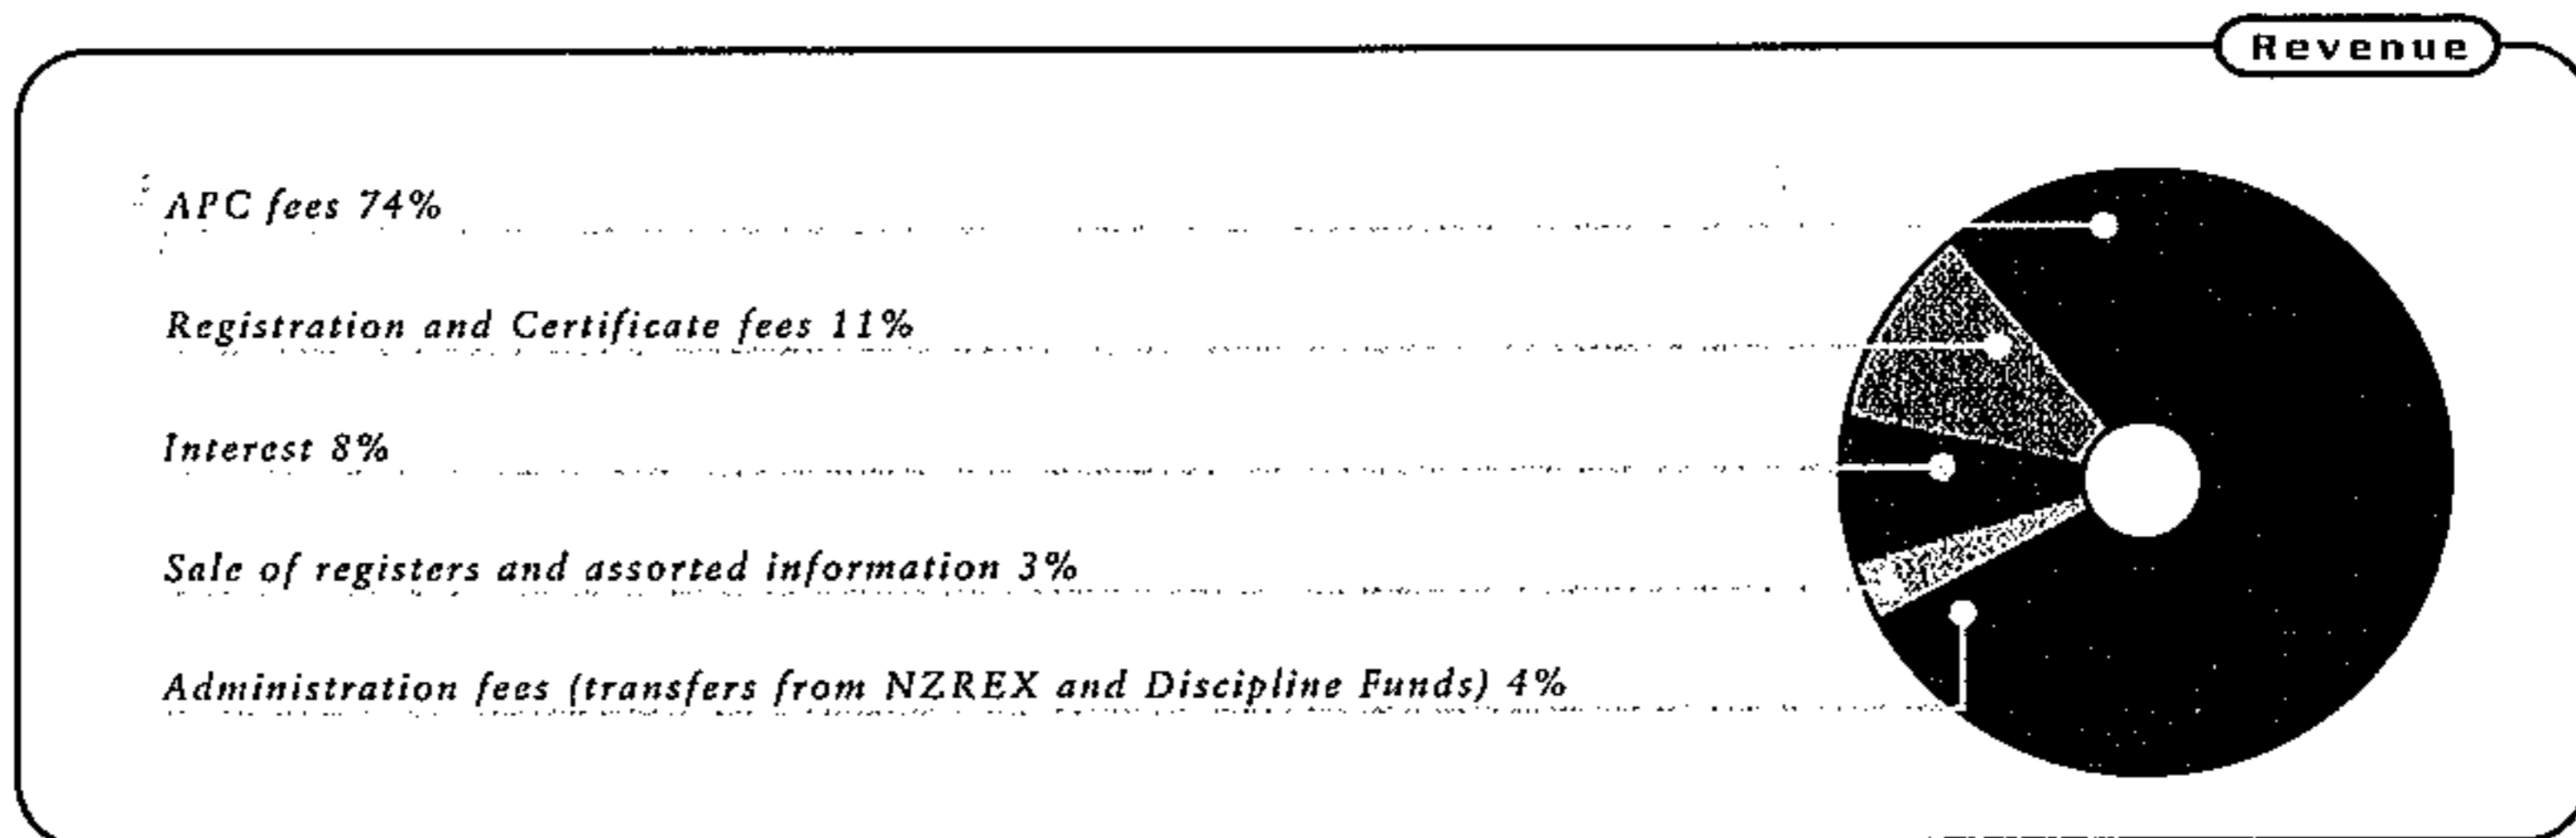 Revenue
APC fees 74%
Registration and Certificate fees 11%
Interest 8%
Sale of registers and assorted information 3%
Administration fees (transfers from NZREX and Discipline Funds) 4%